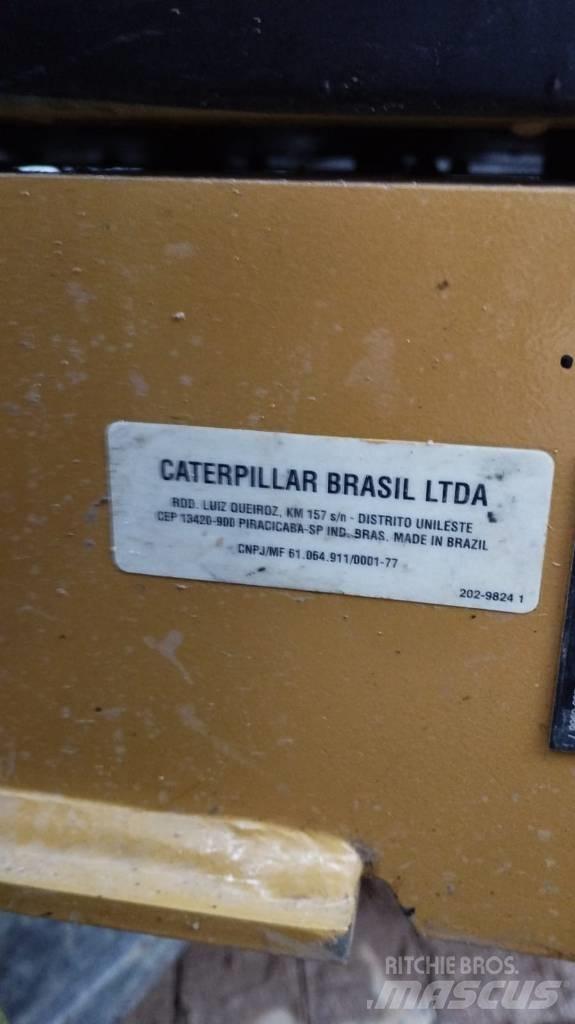 CATERPILLAR BRASIL LTDA
ROD. LUIZ QUEIROZ, KM 157 s/n - DISTRITO UNILESTE
CEP 13420-900 PIRACICABA-SP IND. BRAS. MADE IN BRAZIL
CNPJ/MF 61.064.911/0001-77
202-9824 1
RITCHIE BROS.
MASCUS